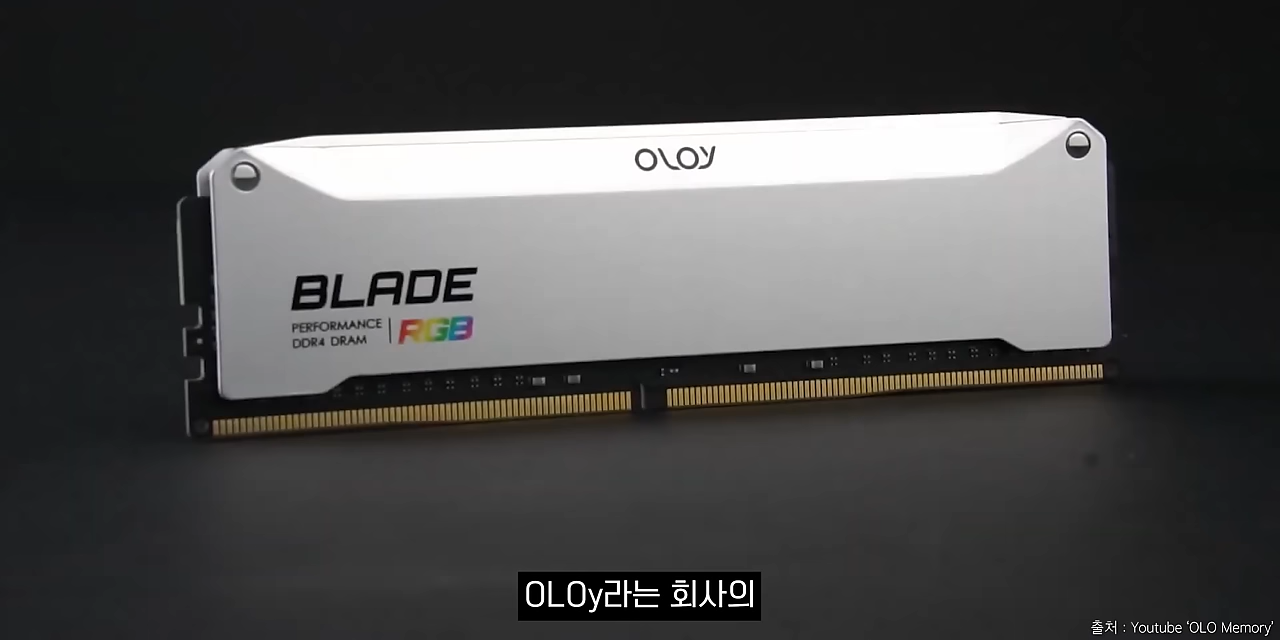 OLOy
BLADE
PERFORMANCE
DDR4 DRAM
RGB
OLOy라는 회사의
출처 : Youtube 'OLO Memory'